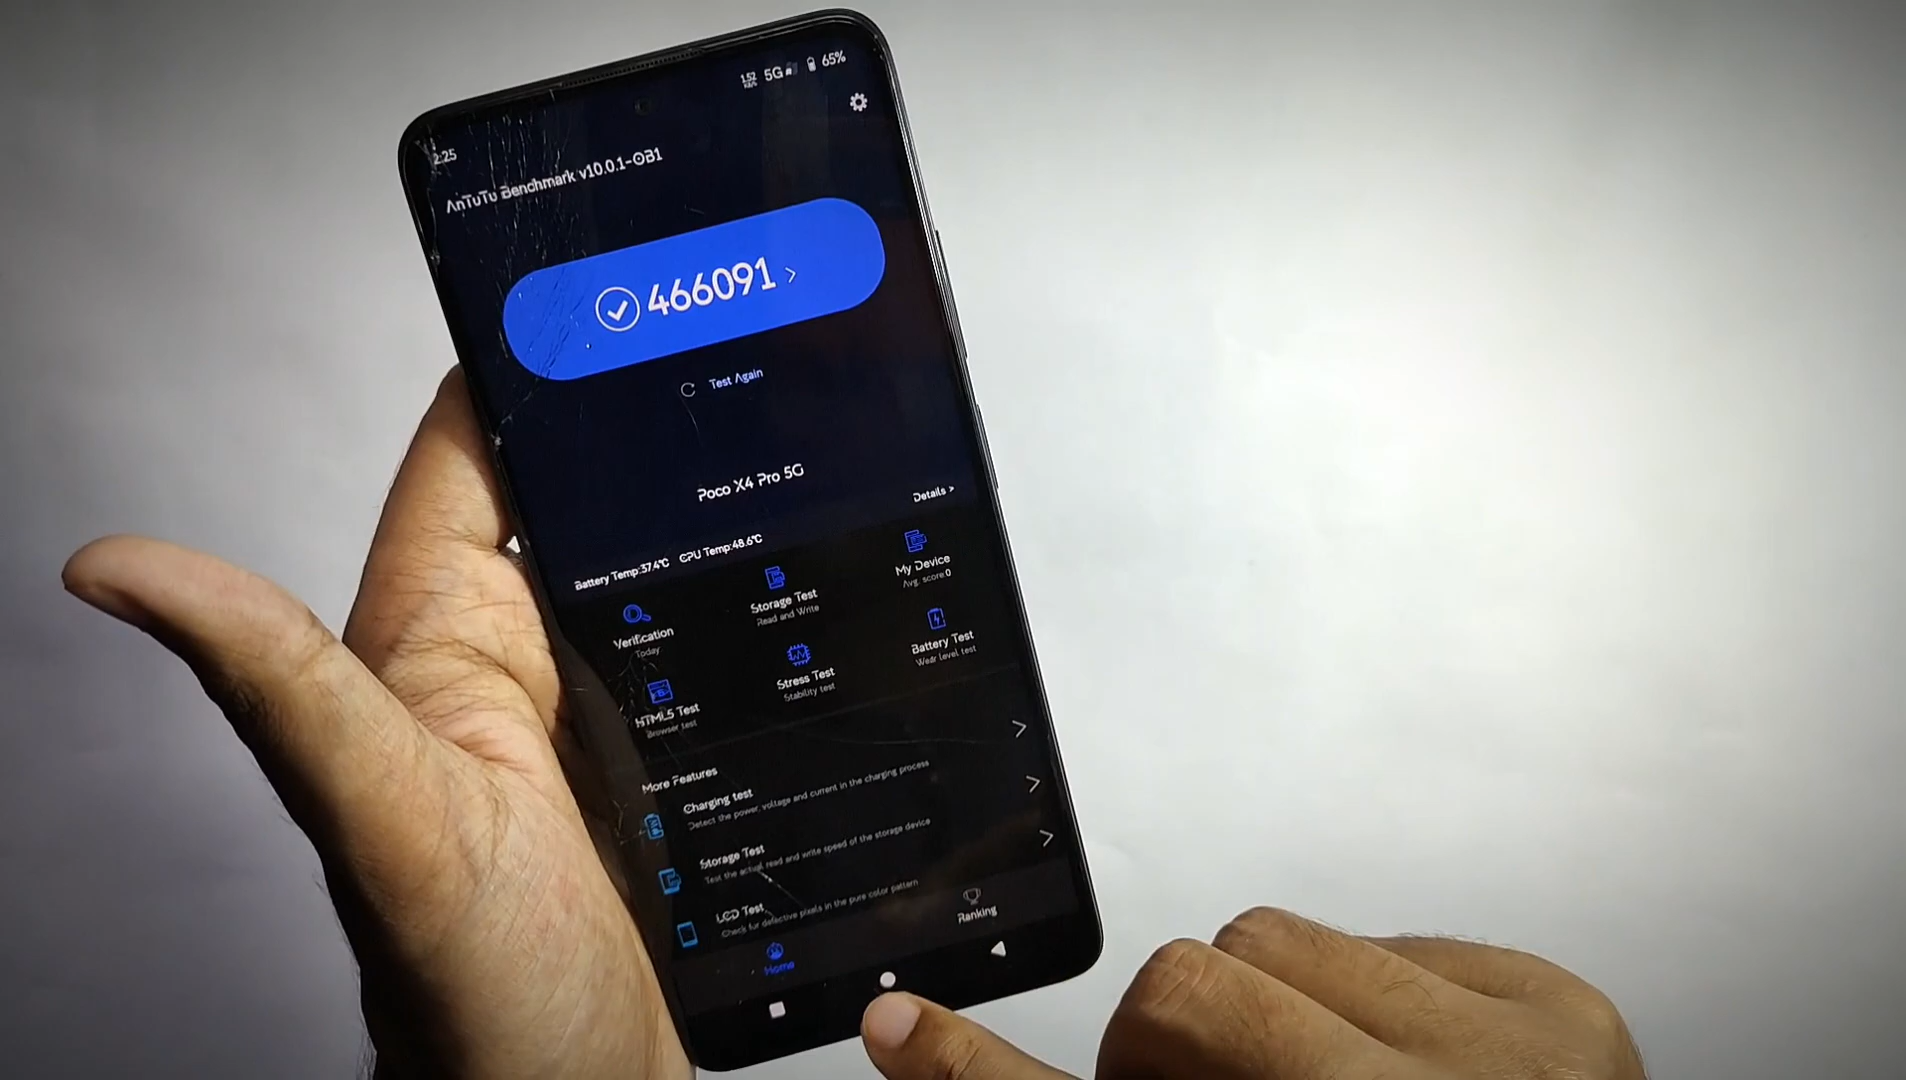 2:25
1.52 KB/s 5G 65%
AnTuTu Benchmark v10.0.1-OB1
466091 >
Test Again
Poco X4 Pro 5G
Details >
Battery Temp:37.4°C CPU Temp:48.6°C
Verification
Today
Storage Test
Read and Write
My Device
Avg. score:0
HTML5 Test
Browser test
Stress Test
Stability test
Battery Test
Wear level test
More Features
Charging test
Detect the power, voltage and current in the charging process
Storage Test
Test the actual read and write speed of the storage device
LCD Test
Check for defective pixels in the pure color pattern
Home
Ranking